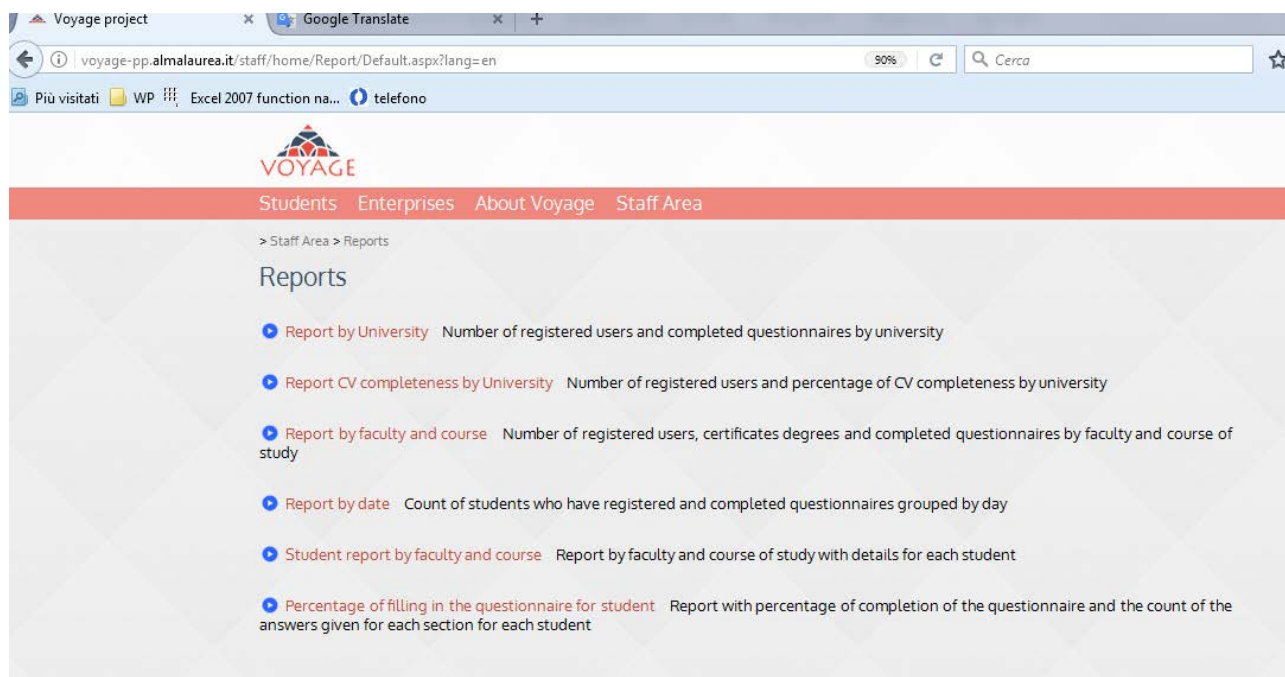 Voyage project
Google Translate
voyage-pp.almalaurea.it/staff/home/Report/Default.aspx?lang=en
90%
Cerca
Più visitati WP Excel 2007 function na... telefono
VOYAGE
Students Enterprises About Voyage Staff Area
> Staff Area > Reports
Reports
Report by University Number of registered users and completed questionnaires by university
Report CV completeness by University Number of registered users and percentage of CV completeness by university
Report by faculty and course Number of registered users, certificates degrees and completed questionnaires by faculty and course of
study
Report by date Count of students who have registered and completed questionnaires grouped by day
Student report by faculty and course Report by faculty and course of study with details for each student
Percentage of filling in the questionnaire for student Report with percentage of completion of the questionnaire and the count of the
answers given for each section for each student